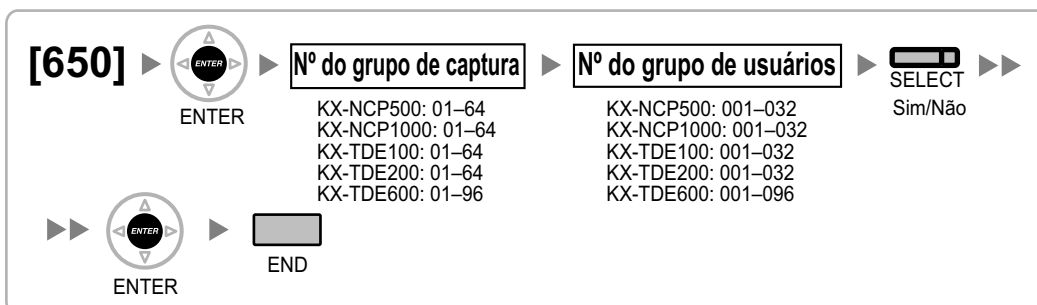 [650] ENTER Nº do grupo de captura Nº do grupo de usuários
ENTER
SELECT
Sim/Não
KX-NCP500: 01–64
KX-NCP1000: 01–64
KX-TDE100: 01–64
KX-TDE200: 01–64
KX-TDE600: 01–96
KX-NCP500: 001–032
KX-NCP1000: 001–032
KX-TDE100: 001–032
KX-TDE200: 001–032
KX-TDE600: 001–096
ENTER
ENTER
END